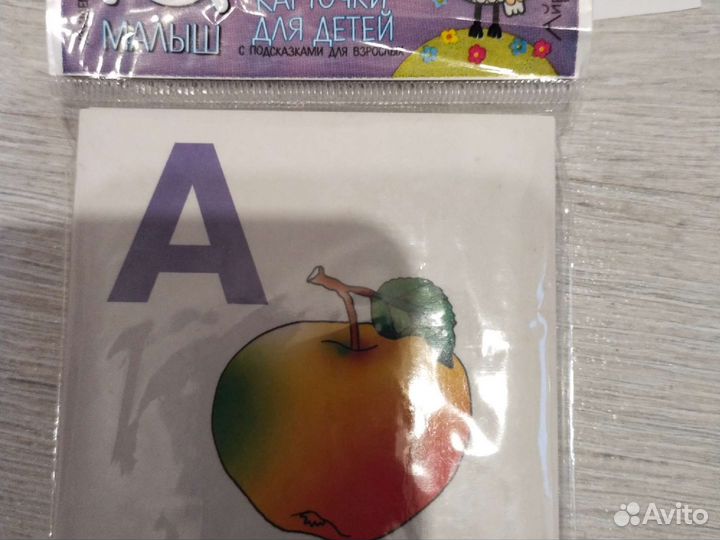 МАЛЫШ
КАРТОЧКИ
ДЛЯ ДЕТЕЙ
С ПОДСКАЗКАМИ ДЛЯ ВЗРОСЛЫХ
А
Avito